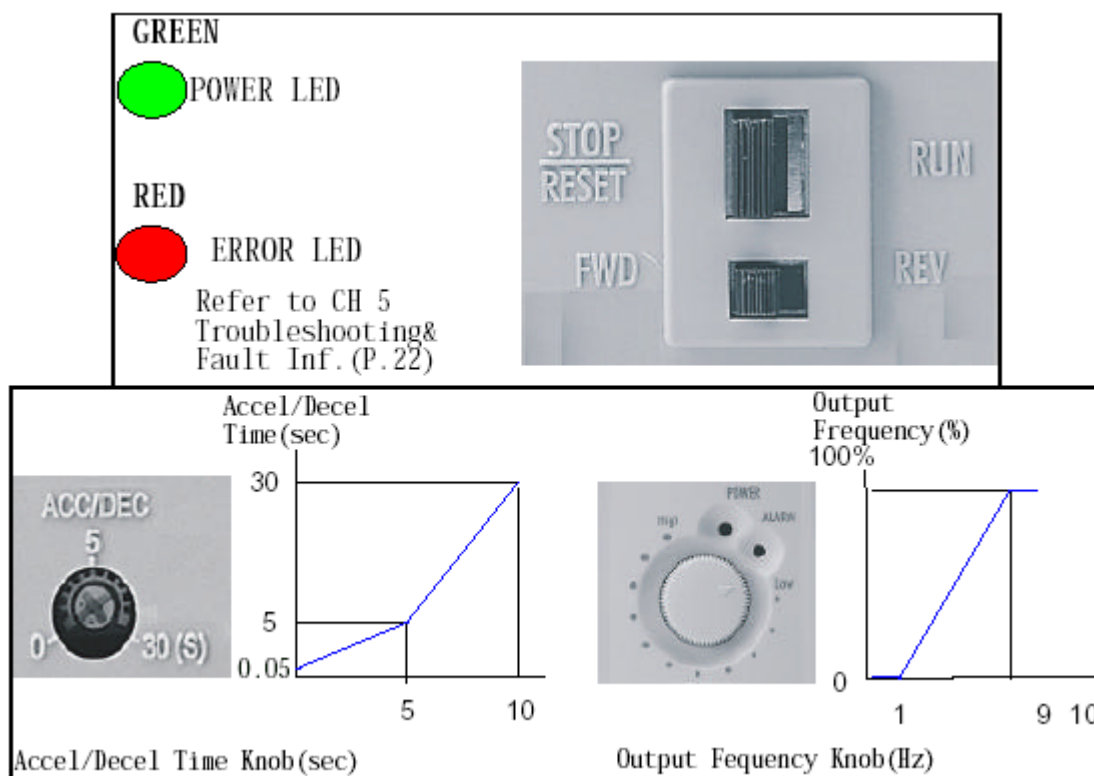 GREEN
POWER LED
RED
ERROR LED
Refer to CH 5
Troubleshooting&
Fault Inf.(P.22)
STOP
RESET
RUN
FWD
REV
Accel/Decel
Time(sec)
30
5
0.05
5
10
ACC/DEC
5
0
30(S)
Accel/Decel Time Knob(sec)
Output
Frequency(%)
100%
0
1
9
10
POWER
ALARM
High
Low
Output Fequency Knob(Hz)